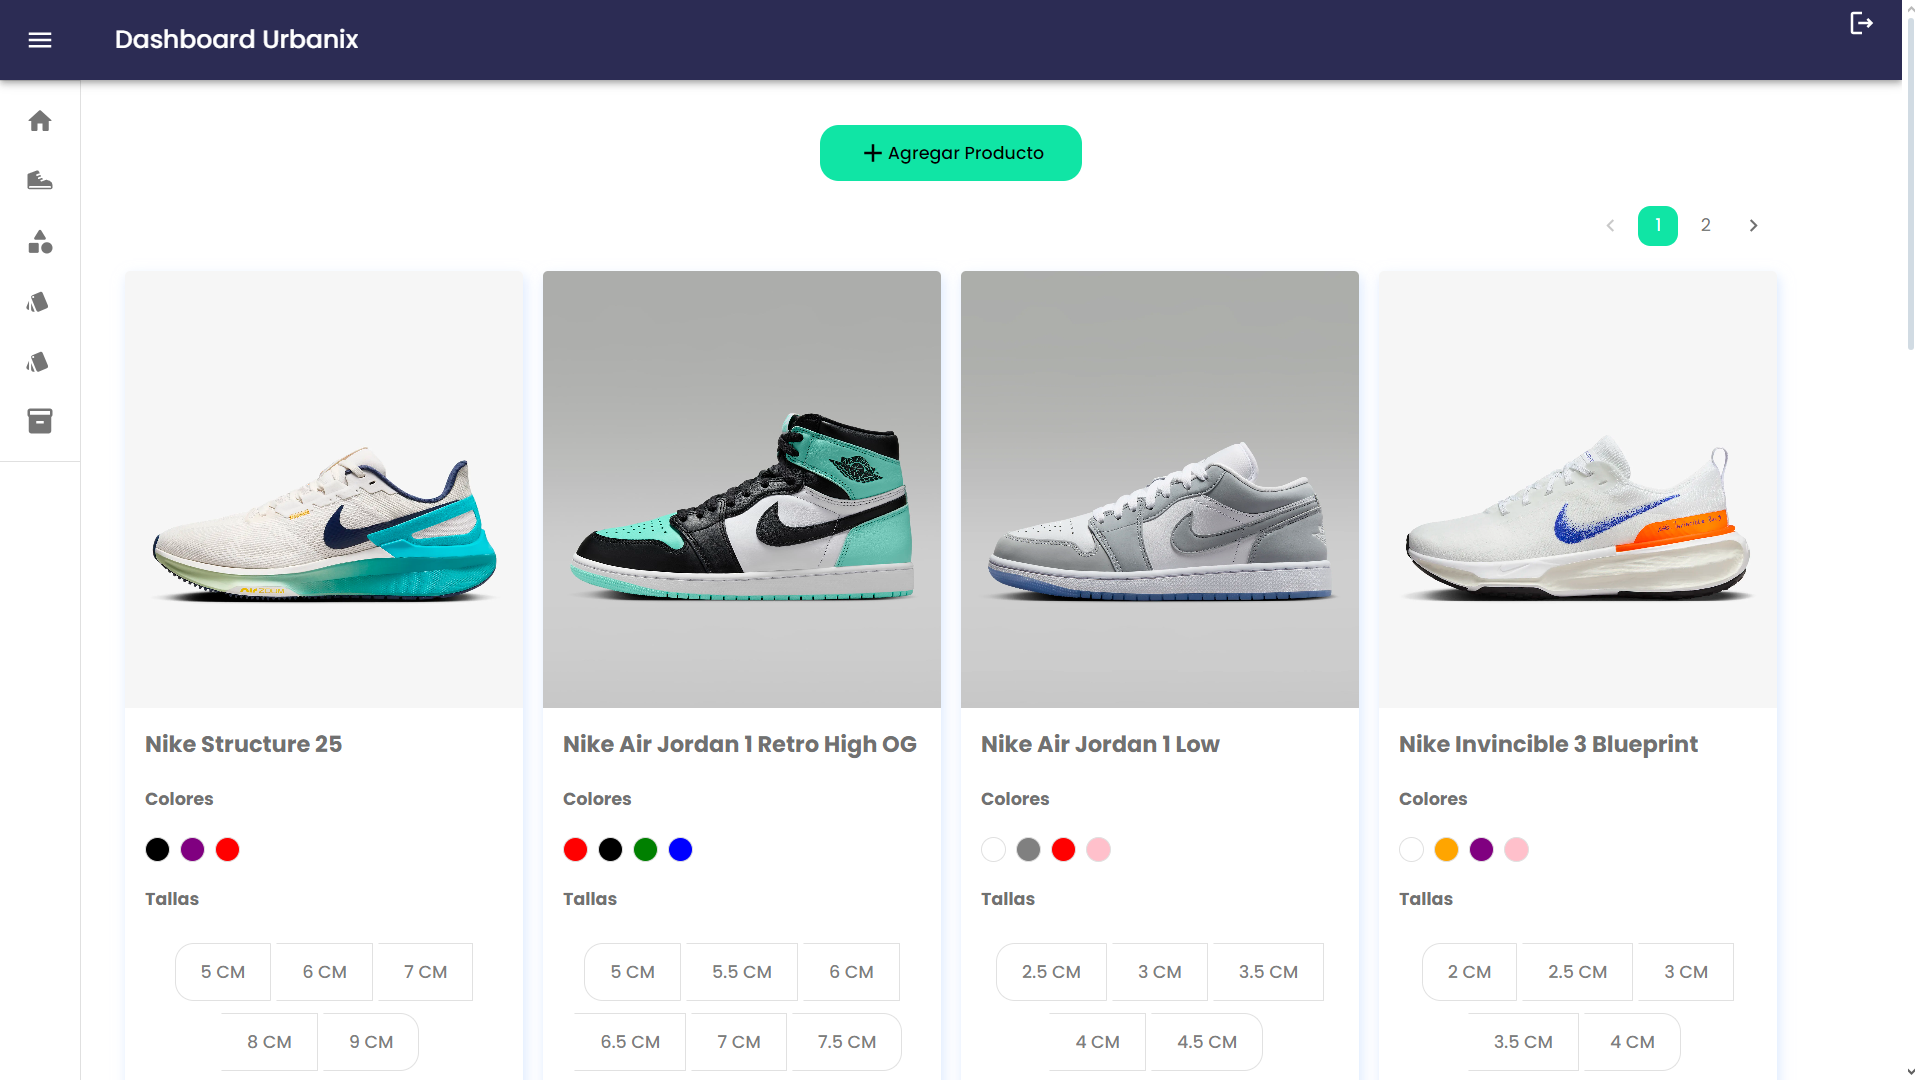 Dashboard Urbanix
Agregar Producto
1 2
Nike Structure 25
Colores
Tallas
5 CM 6 CM 7 CM
8 CM 9 CM
Nike Air Jordan 1 Retro High OG
Colores
Tallas
5 CM 5.5 CM 6 CM
6.5 CM 7 CM 7.5 CM
Nike Air Jordan 1 Low
Colores
Tallas
2.5 CM 3 CM 3.5 CM
4 CM 4.5 CM
Nike Invincible 3 Blueprint
Colores
Tallas
2 CM 2.5 CM 3 CM
3.5 CM 4 CM